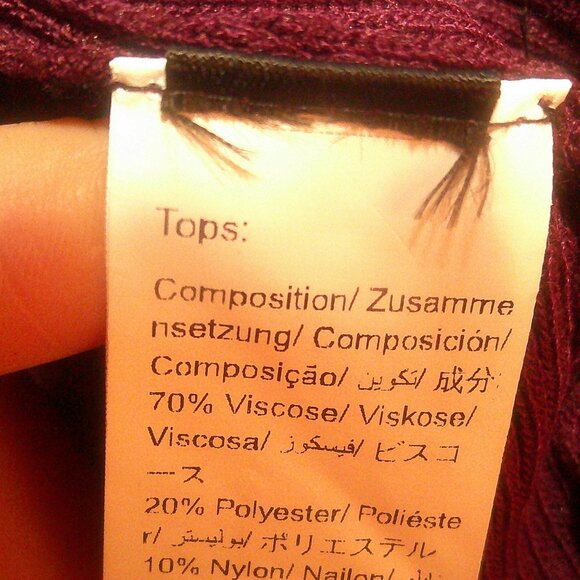 Tops:
Composition/ Zusamme
nsetzung/ Composición/
Composição/ تكوين/ 成分
70% Viscose/ Viskose/
Viscosa/ فيسكوز/ ビスコ
ース
20% Polyester/ Poliéste
r/ بوليستر/ ポリエステル
10% Nylon/ Nailon/